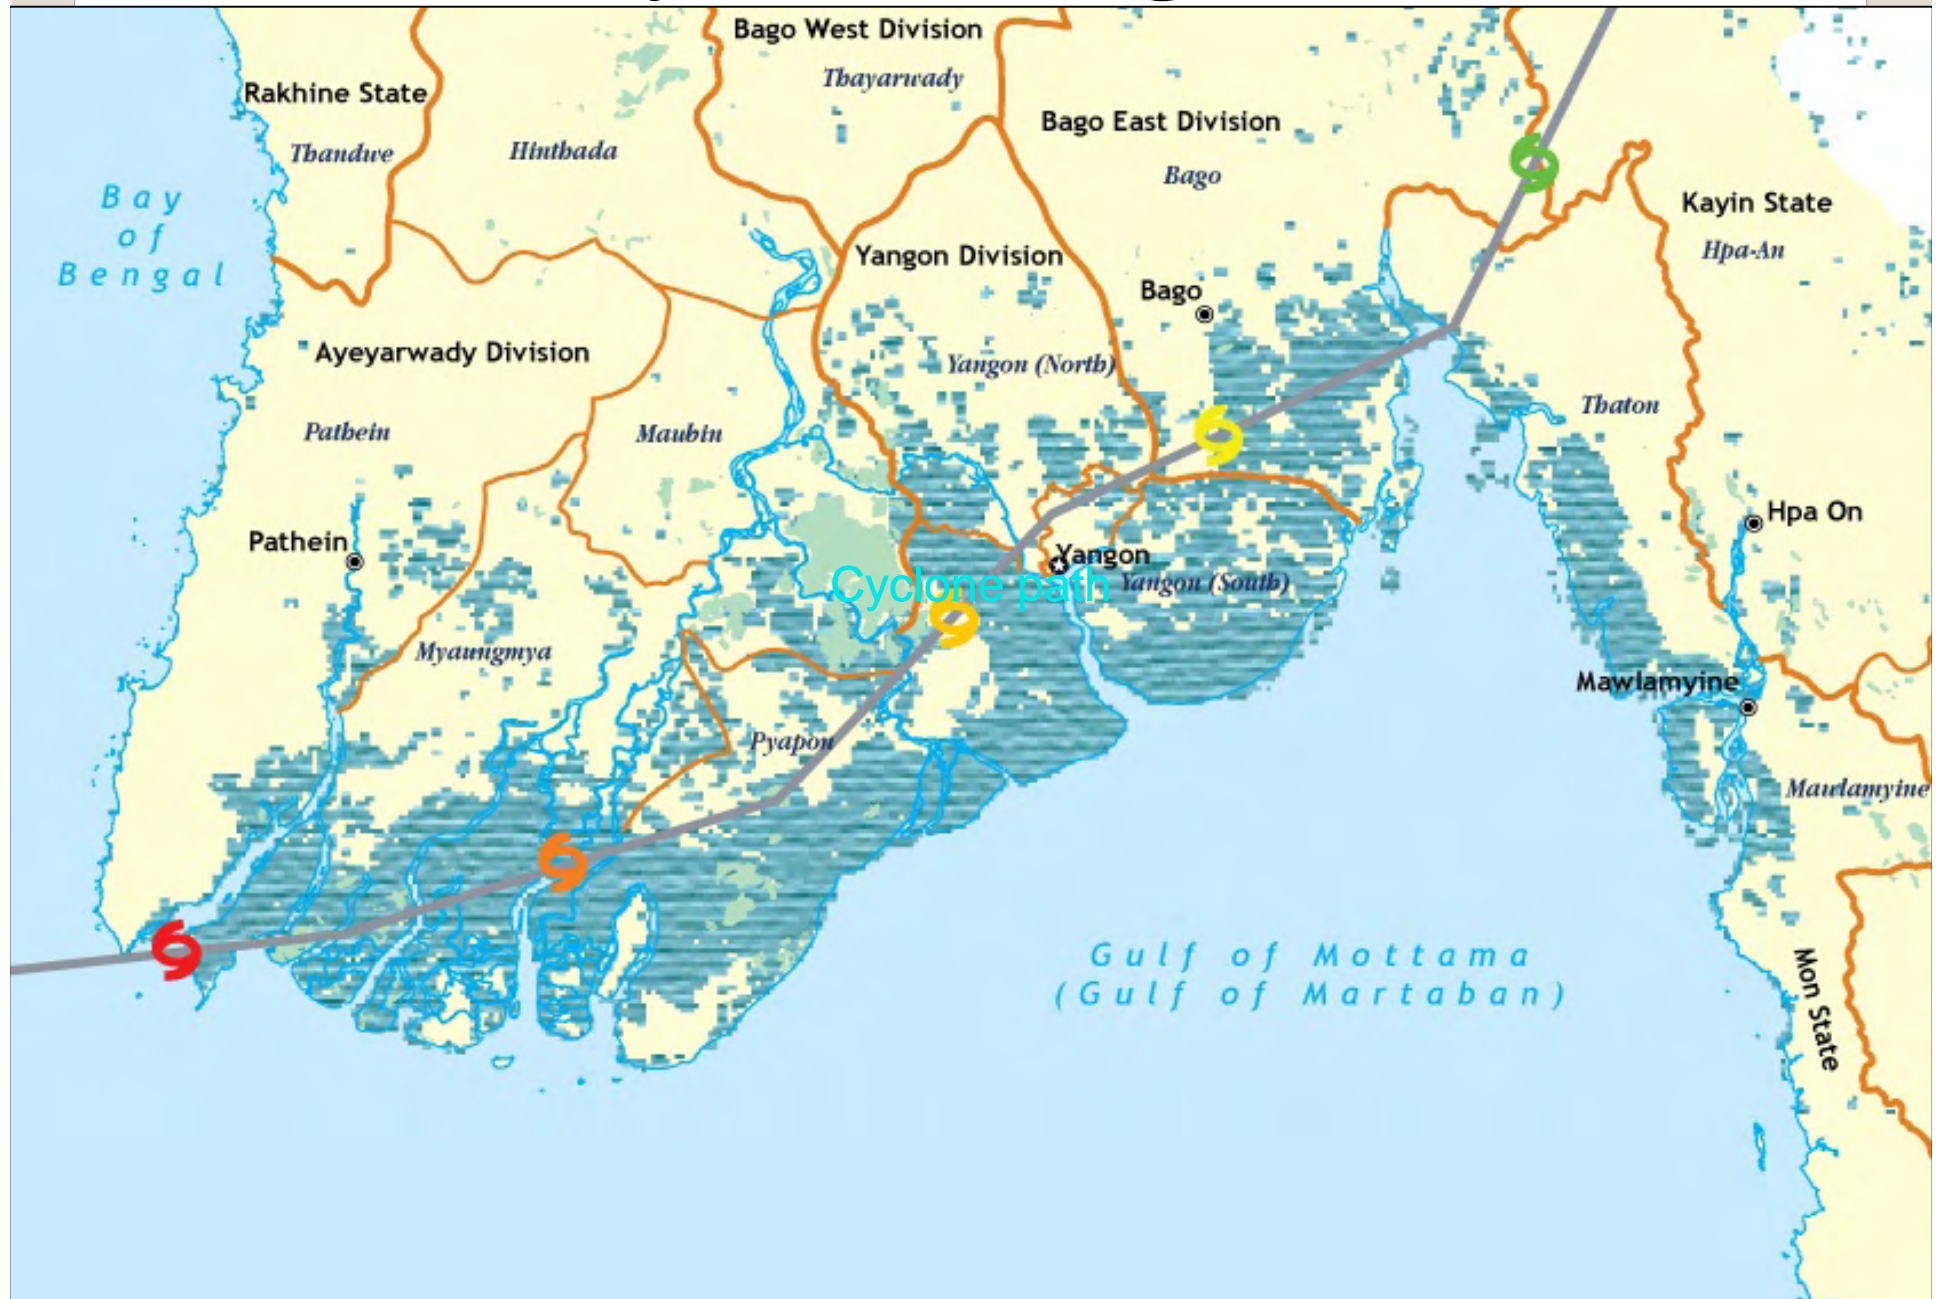 Bago West Division
Thayarwady
Rakhine State
Thandwe
Hinthada
Bago East Division
Bago
Kayin State
Hpa-An
Bay
of
Bengal
Yangon Division
Bago
Ayeyarwady Division
Yangon (North)
Pathein
Maubin
Thaton
Hpa On
Pathein
Yangon
Cyclone path
Yangon (South)
Myaungmya
Mawlamyine
Pyapon
Mawlamyine
Gulf of Mottama
(Gulf of Martaban)
Mon State